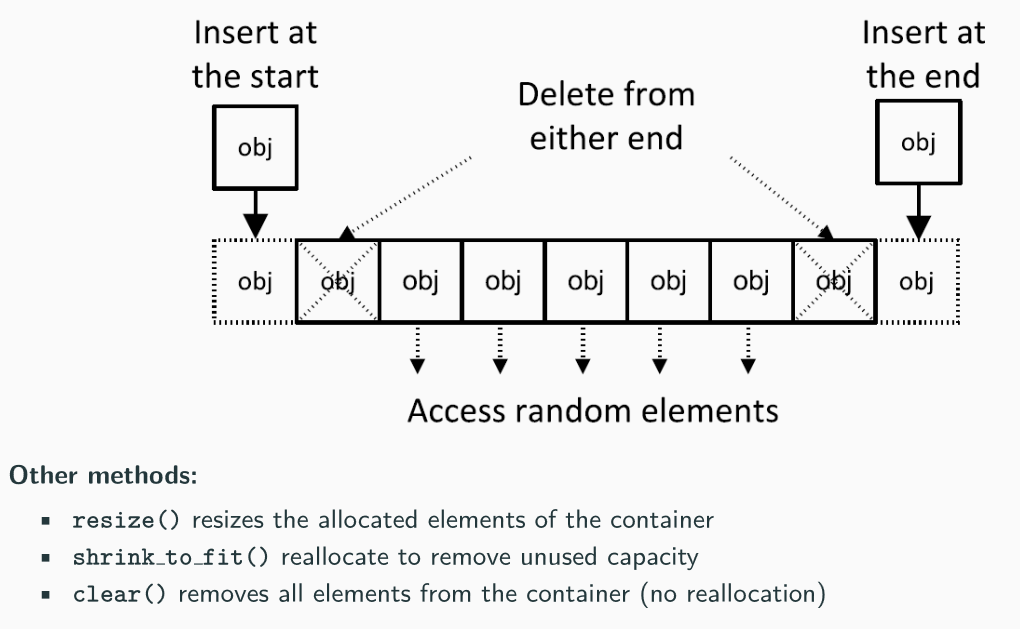 Insert at
the start
Insert at
the end
Delete from
either end
obj
obj
obj obj obj obj obj obj obj obj obj
Access random elements
Other methods:
▪ resize() resizes the allocated elements of the container
▪ shrink_to_fit() reallocate to remove unused capacity
▪ clear() removes all elements from the container (no reallocation)